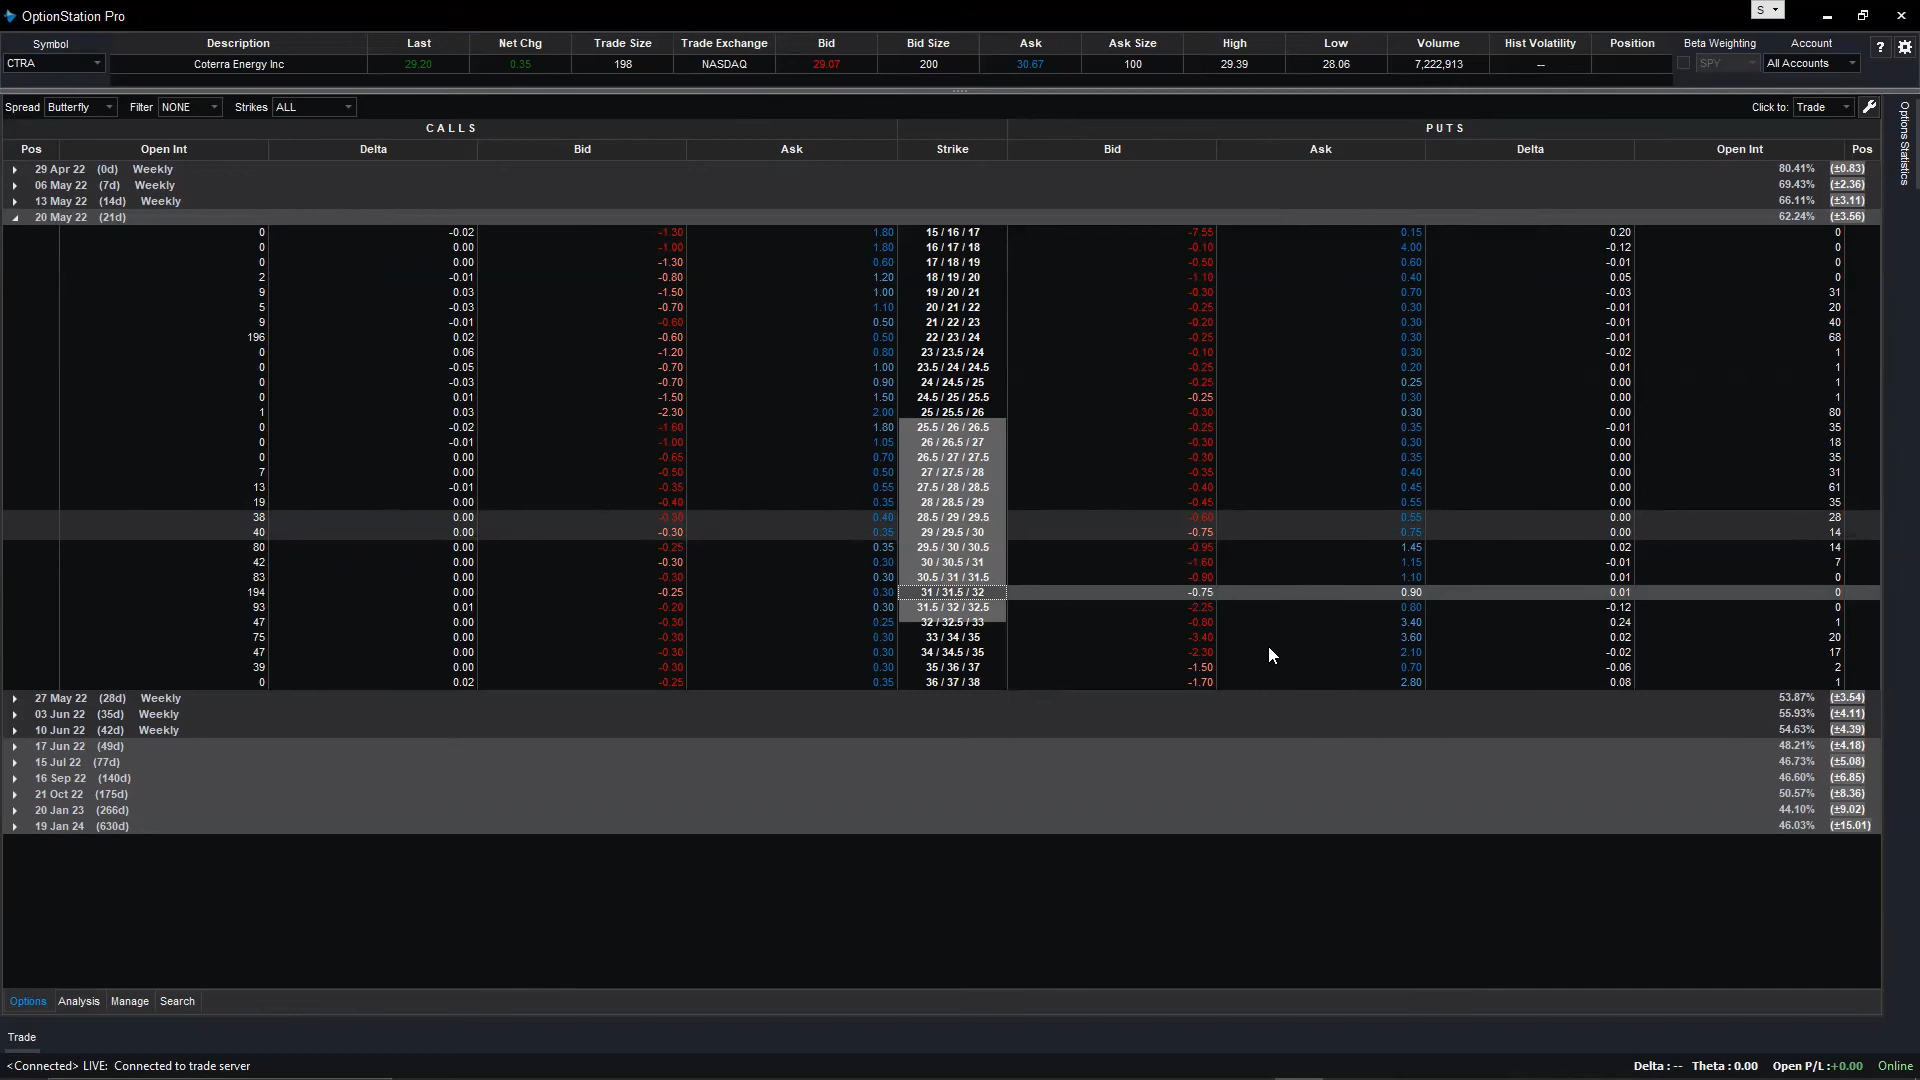 OptionStation Pro S
Symbol Description Last Net Chg Trade Size Trade Exchange Bid Bid Size Ask Ask Size High Low Volume Hist Volatility Position Beta Weighting Account
CTRA Coterra Energy Inc 29.20 0.35 198 NASDAQ 29.07 200 30.67 100 29.39 28.06 7,222,913 -- SPY All Accounts ?
Spread Butterfly Filter NONE Strikes ALL Click to: Trade
Options Statistics
CALLS PUTS
Pos Open Int Delta Bid Ask Strike Bid Ask Delta Open Int Pos
29 Apr 22 (0d) Weekly 80.41% (±0.83)
06 May 22 (7d) Weekly 69.43% (±2.36)
13 May 22 (14d) Weekly 66.11% (±3.11)
20 May 22 (21d) 62.24% (±3.56)
0 -0.02 -1.30 1.80 15 / 16 / 17 -7.55 0.15 0.20 0
0 0.00 -1.00 1.80 16 / 17 / 18 -0.10 4.00 -0.12 0
0 0.00 -1.30 0.60 17 / 18 / 19 -0.50 0.60 -0.01 0
2 -0.01 -0.80 1.20 18 / 19 / 20 -1.10 0.40 0.05 0
9 0.03 -1.50 1.00 19 / 20 / 21 -0.30 0.70 -0.03 31
5 -0.03 -0.70 1.10 20 / 21 / 22 -0.25 0.30 -0.01 20
9 -0.01 -0.60 0.50 21 / 22 / 23 -0.20 0.30 -0.01 40
196 0.02 -0.60 0.50 22 / 23 / 24 -0.25 0.30 -0.01 68
0 0.06 -1.20 0.80 23 / 23.5 / 24 -0.10 0.30 -0.02 1
0 -0.05 -0.70 1.00 23.5 / 24 / 24.5 -0.25 0.20 0.01 1
0 -0.03 -0.70 0.90 24 / 24.5 / 25 -0.25 0.25 0.00 1
0 0.01 -1.50 1.50 24.5 / 25 / 25.5 -0.25 0.30 0.00 1
1 0.03 -2.30 2.00 25 / 25.5 / 26 -0.30 0.30 0.00 80
0 -0.02 -1.60 1.80 25.5 / 26 / 26.5 -0.25 0.35 -0.01 35
0 -0.01 -1.00 1.05 26 / 26.5 / 27 -0.30 0.30 0.00 18
0 0.00 -0.65 0.70 26.5 / 27 / 27.5 -0.30 0.35 0.00 35
7 0.00 -0.50 0.50 27 / 27.5 / 28 -0.35 0.40 0.00 31
13 -0.01 -0.35 0.55 27.5 / 28 / 28.5 -0.40 0.45 0.00 61
19 0.00 -0.40 0.35 28 / 28.5 / 29 -0.45 0.55 0.00 35
38 0.00 -0.30 0.40 28.5 / 29 / 29.5 -0.60 0.55 0.00 28
40 0.00 -0.30 0.35 29 / 29.5 / 30 -0.75 0.75 0.00 14
80 0.00 -0.25 0.35 29.5 / 30 / 30.5 -0.95 1.45 0.02 14
42 0.00 -0.30 0.30 30 / 30.5 / 31 -1.60 1.15 -0.01 7
83 0.00 -0.30 0.30 30.5 / 31 / 31.5 -0.90 1.10 0.01 0
194 0.00 -0.25 0.30 31 / 31.5 / 32 -0.75 0.90 0.01 0
93 0.01 -0.20 0.30 31.5 / 32 / 32.5 -2.25 0.80 -0.12 0
47 0.00 -0.30 0.25 32 / 32.5 / 33 -0.80 3.40 0.24 1
75 0.00 -0.30 0.30 33 / 34 / 35 -3.40 3.60 0.02 20
47 0.00 -0.30 0.30 34 / 34.5 / 35 -2.30 2.10 -0.02 17
39 0.00 -0.30 0.30 35 / 36 / 37 -1.50 0.70 -0.06 2
0 0.02 -0.25 0.35 36 / 37 / 38 -1.70 2.80 0.08 1
27 May 22 (28d) Weekly 53.87% (±3.54)
03 Jun 22 (35d) Weekly 55.93% (±4.11)
10 Jun 22 (42d) Weekly 54.63% (±4.39)
17 Jun 22 (49d) 48.21% (±4.18)
15 Jul 22 (77d) 46.73% (±5.08)
16 Sep 22 (140d) 46.60% (±6.85)
21 Oct 22 (175d) 50.57% (±8.36)
20 Jan 23 (266d) 44.10% (±9.02)
19 Jan 24 (630d) 46.03% (±15.01)
Options Analysis Manage Search
Trade
<Connected> LIVE: Connected to trade server Delta : -- Theta : 0.00 Open P/L :+0.00 Online